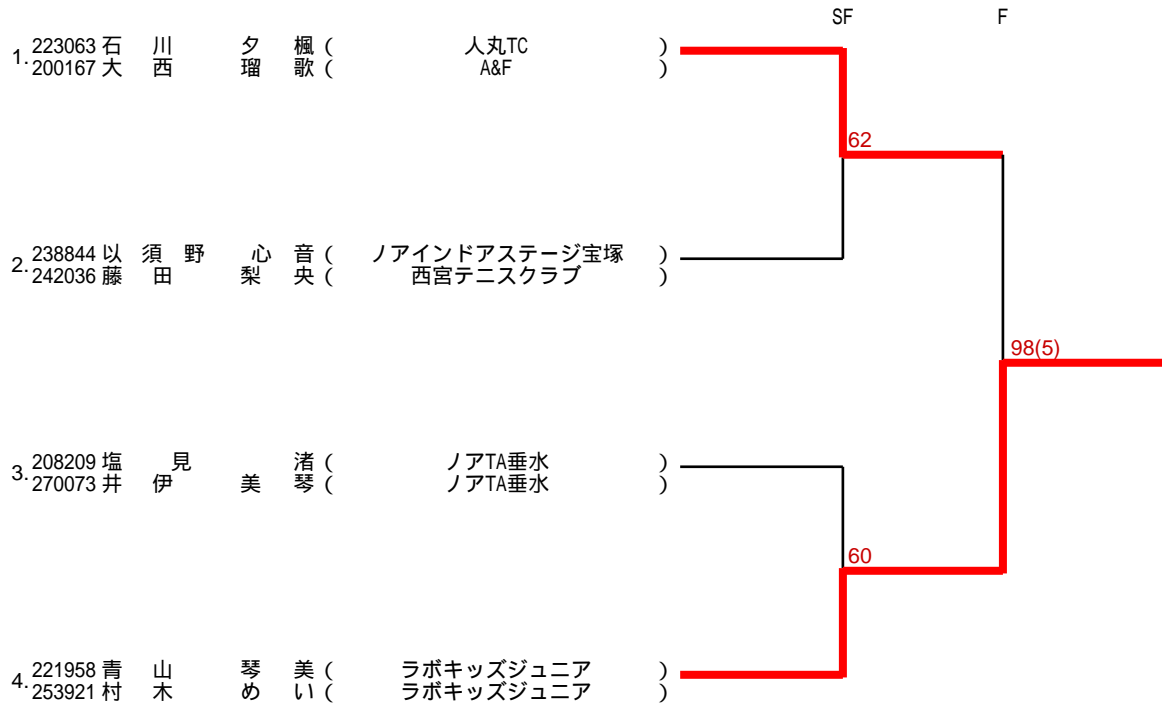 SF F
1. 223063 石 川 夕 楓 ( 人丸TC )
200167 大 西 瑠 歌 ( A&F )
62
2. 238844 以 須 野 心 音 ( ノアインドアステージ宝塚 )
242036 藤 田 梨 央 ( 西宮テニスクラブ )
98(5)
3. 208209 塩 見 渚 ( ノアTA垂水 )
270073 井 伊 美 琴 ( ノアTA垂水 )
60
4. 221958 青 山 琴 美 ( ラボキッズジュニア )
253921 村 木 め い ( ラボキッズジュニア )